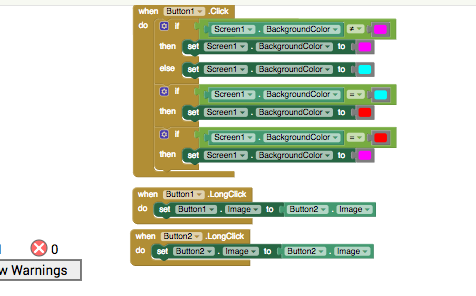 when Button1 .Click
do if Screen1 . BackgroundColor ≠
then set Screen1 . BackgroundColor to
else set Screen1 . BackgroundColor to
if Screen1 . BackgroundColor =
then set Screen1 . BackgroundColor to
if Screen1 . BackgroundColor =
then set Screen1 . BackgroundColor to
when Button1 .LongClick
do set Button1 . Image to Button2 . Image
when Button2 .LongClick
do set Button2 . Image to Button2 . Image
0
w Warnings